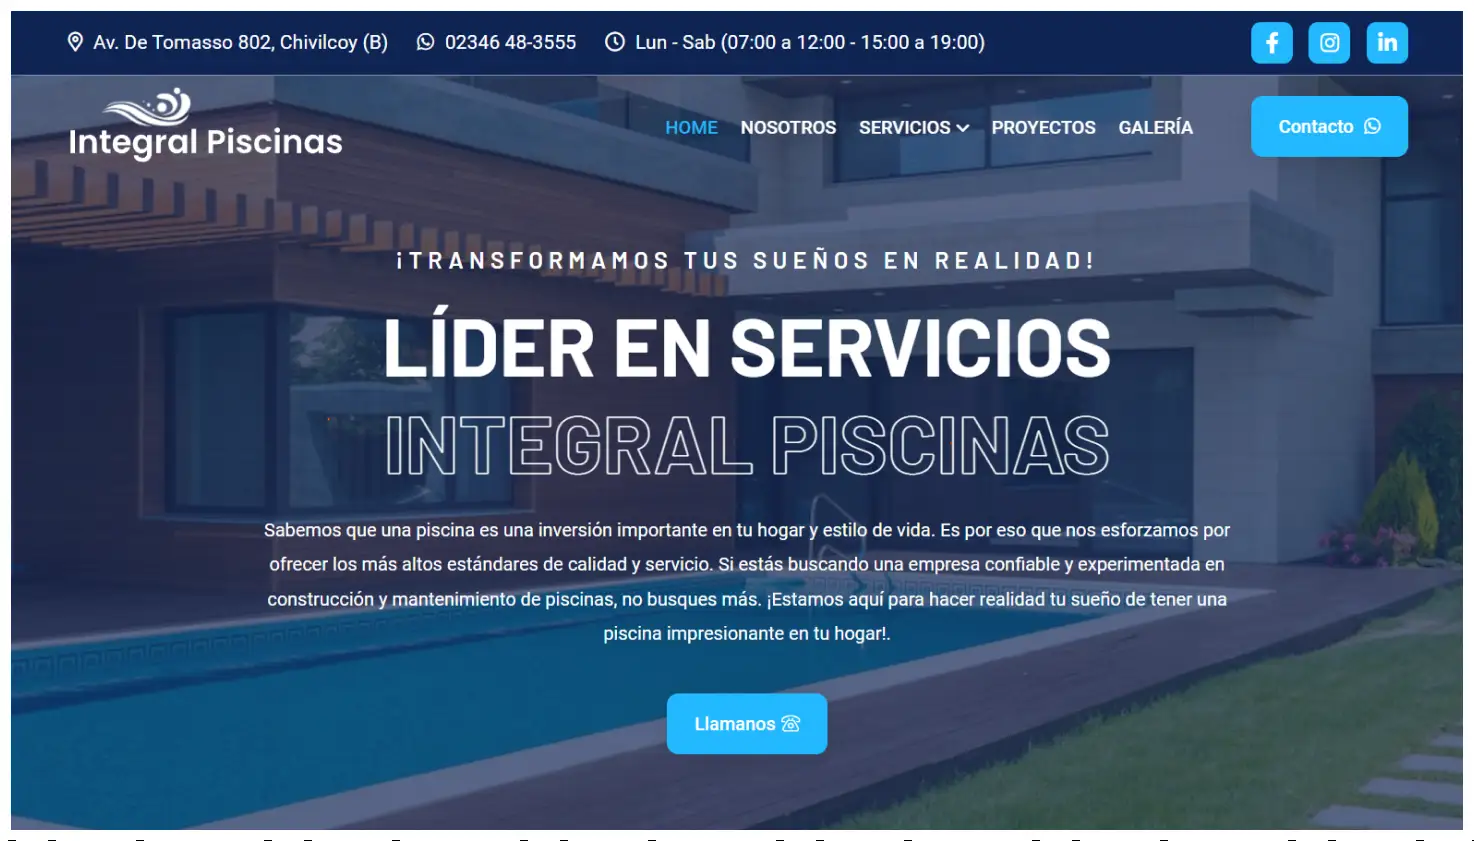 Av. De Tomasso 802, Chivilcoy (B) 02346 48-3555 Lun - Sab (07:00 a 12:00 - 15:00 a 19:00)
Integral Piscinas
HOME NOSOTROS SERVICIOS PROYECTOS GALERÍA Contacto
¡TRANSFORMAMOS TUS SUEÑOS EN REALIDAD!
LÍDER EN SERVICIOS
INTEGRAL PISCINAS
Sabemos que una piscina es una inversión importante en tu hogar y estilo de vida. Es por eso que nos esforzamos por
ofrecer los más altos estándares de calidad y servicio. Si estás buscando una empresa confiable y experimentada en
construcción y mantenimiento de piscinas, no busques más. ¡Estamos aquí para hacer realidad tu sueño de tener una
piscina impresionante en tu hogar!.
Llamanos